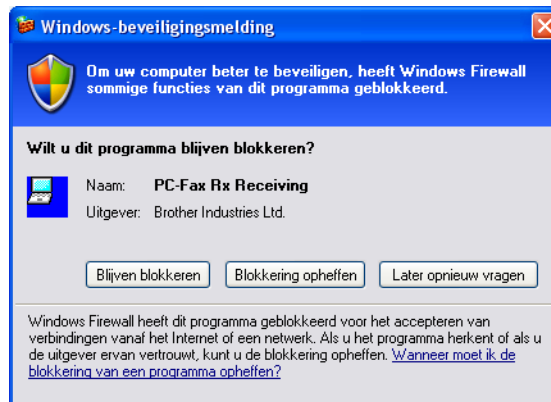 Windows-beveiligingsmelding
Om uw computer beter te beveiligen, heeft Windows Firewall
sommige functies van dit programma geblokkeerd.
Wilt u dit programma blijven blokkeren?
Naam: PC-Fax Rx Receiving
Uitgever: Brother Industries Ltd.
Blijven blokkeren Blokkering opheffen Later opnieuw vragen
Windows Firewall heeft dit programma geblokkeerd voor het accepteren van
verbindingen vanaf het Internet of een netwerk. Als u het programma herkent of als u
de uitgever ervan vertrouwt, kunt u de blokkering opheffen. Wanneer moet ik de
blokkering van een programma opheffen?